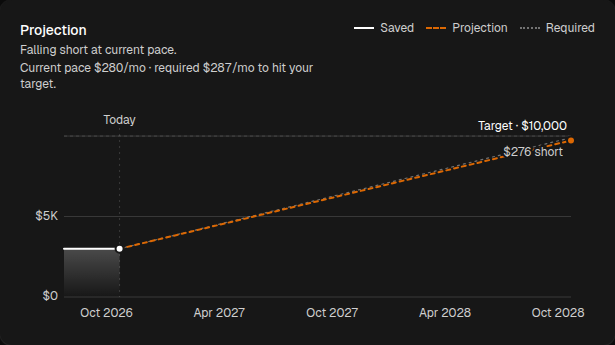 Projection
Saved
Projection
Required
Falling short at current pace.
Current pace $280/mo · required $287/mo to hit your
target.
Today
Target · $10,000
$276 short
$5K
$0
Oct 2026
Apr 2027
Oct 2027
Apr 2028
Oct 2028